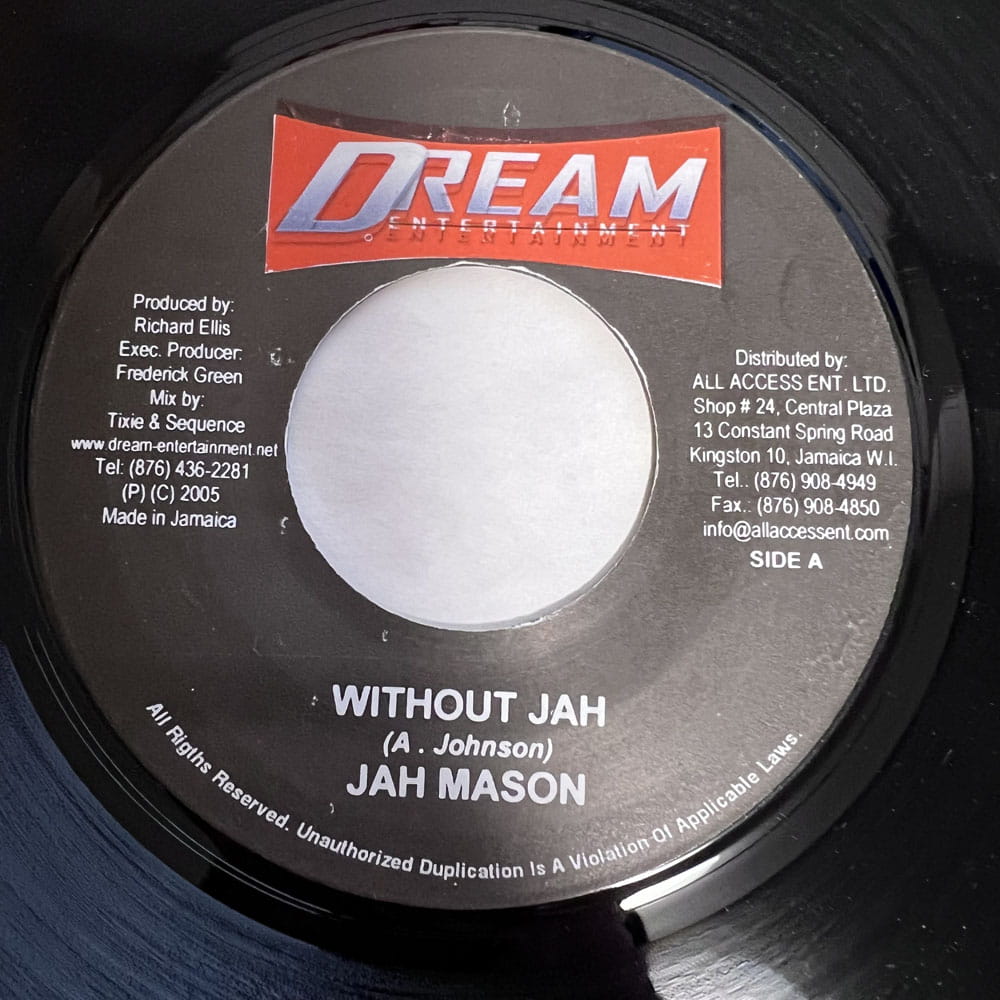 DREAM
ENTERTAINMENT
Produced by:
Richard Ellis
Exec. Producer:
Frederick Green
Mix by:
Tixie & Sequence
www.dream-entertainment.net
Tel: (876) 436-2281
(P) (C) 2005
Made in Jamaica
Distributed by:
ALL ACCESS ENT. LTD.
Shop # 24, Central Plaza
13 Constant Spring Road
Kingston 10, Jamaica W.I.
Tel.. (876) 908-4949
Fax.: (876) 908-4850
info@allaccessent.com
SIDE A
WITHOUT JAH
(A . Johnson)
JAH MASON
All Rigths Reserved. Unauthorized Duplication Is A Violation Of Applicable Laws.